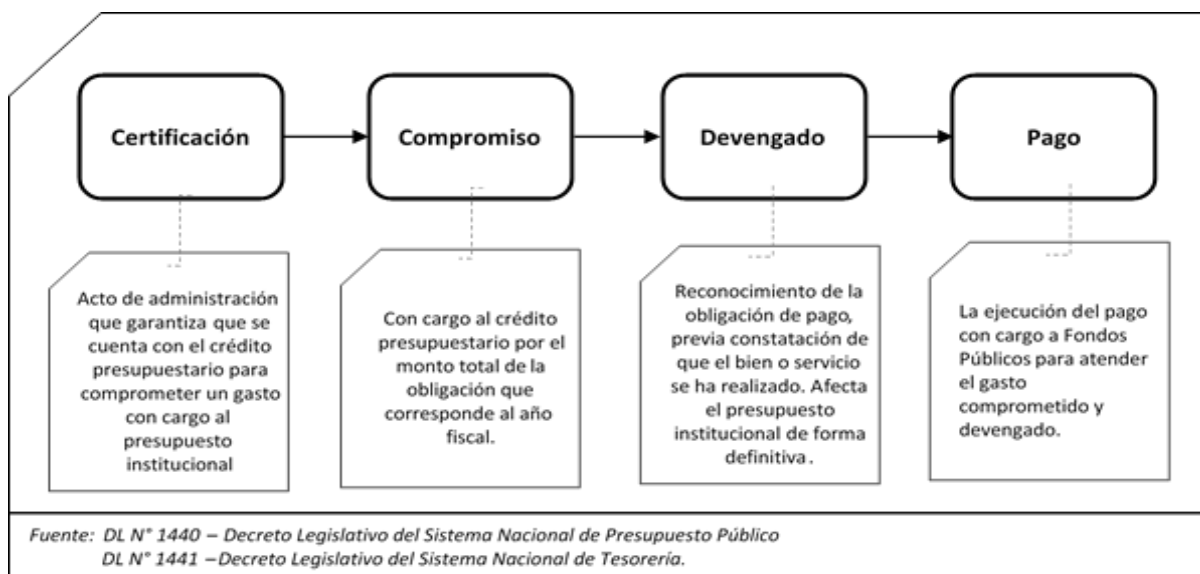 Certificación
Compromiso
Devengado
Pago
Acto de administración
que garantiza que se
cuenta con el crédito
presupuestario para
comprometer un gasto
con cargo al
presupuesto
institucional
Con cargo al crédito
presupuestario por el
monto total de la
obligación que
corresponde al año
fiscal.
Reconocimiento de la
obligación de pago,
previa constatación de
que el bien o servicio
se ha realizado. Afecta
el presupuesto
institucional de forma
definitiva.
La ejecución del pago
con cargo a Fondos
Públicos para atender
el gasto
comprometido y
devengado.
Fuente: DL N° 1440 – Decreto Legislativo del Sistema Nacional de Presupuesto Público
DL N° 1441 –Decreto Legislativo del Sistema Nacional de Tesorería.